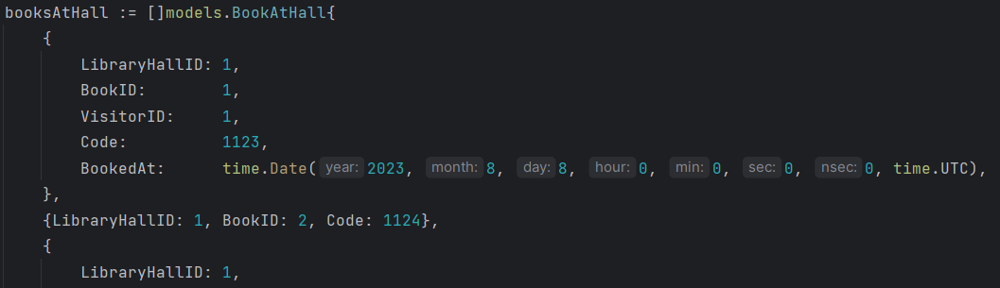 booksAtHall := []models.BookAtHall{
    {
        LibraryHallID: 1,
        BookID:        1,
        VisitorID:     1,
        Code:          1123,
        BookedAt:      time.Date( year: 2023, month: 8, day: 8, hour: 0, min: 0, sec: 0, nsec: 0, time.UTC),
    },
    {LibraryHallID: 1, BookID: 2, Code: 1124},
    {
        LibraryHallID: 1,